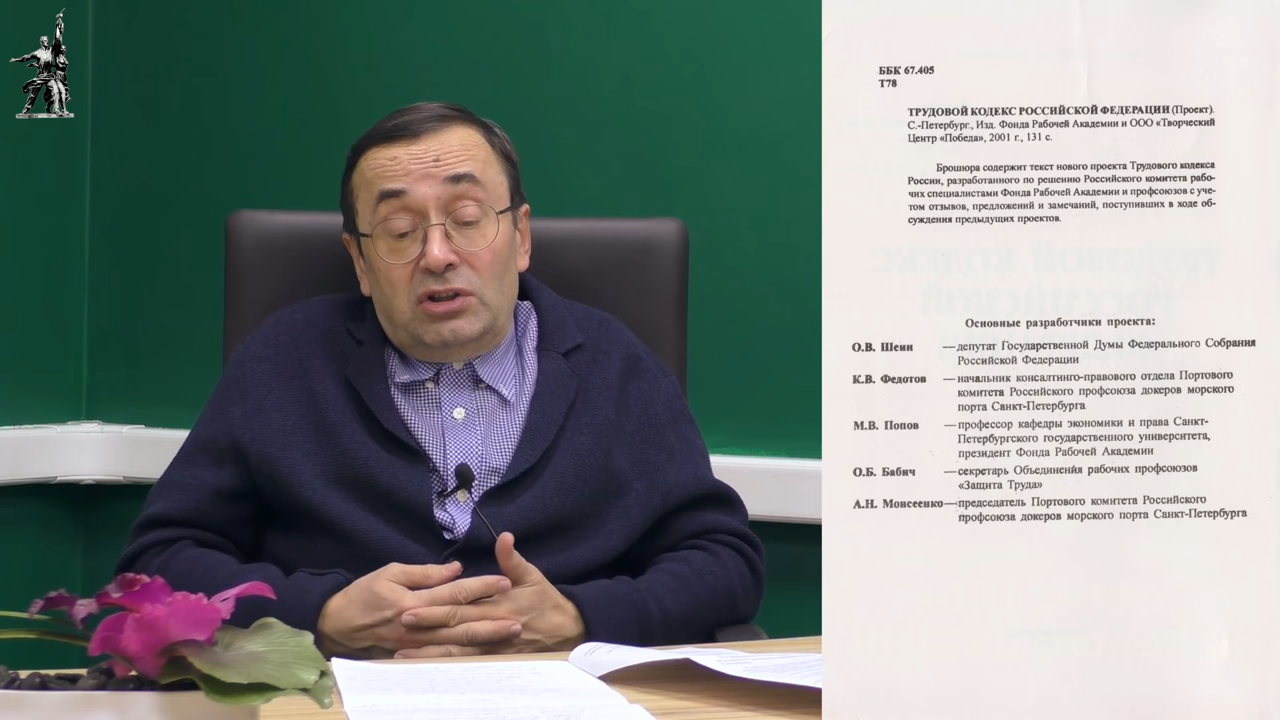 ББК 67.405
Т78
ТРУДОВОЙ КОДЕКС РОССИЙСКОЙ ФЕДЕРАЦИИ (Проект).
С.-Петербург., Изд. Фонда Рабочей Академии и ООО «Творческий
Центр «Победа», 2001 г., 131 с.
Брошюра содержит текст нового проекта Трудового кодекса
России, разработанного по решению Российского комитета рабо-
чих специалистами Фонда Рабочей Академии и профсоюзов с уче-
том отзывов, предложений и замечаний, поступивших в ходе об-
суждения предыдущих проектов.
Основные разработчики проекта:
О.В. Шеин — депутат Государственной Думы Федерального Собрания
Российской Федерации
К.В. Федотов — начальник консалтинго-правового отдела Портового
комитета Российского профсоюза докеров морского
порта Санкт-Петербурга
М.В. Попов — профессор кафедры экономики и права Санкт-
Петербургского государственного университета,
президент Фонда Рабочей Академии
О.Б. Бабич — секретарь Объединения рабочих профсоюзов
«Защита Труда»
А.Н. Моисеенко — председатель Портового комитета Российского
профсоюза докеров морского порта Санкт-Петербурга